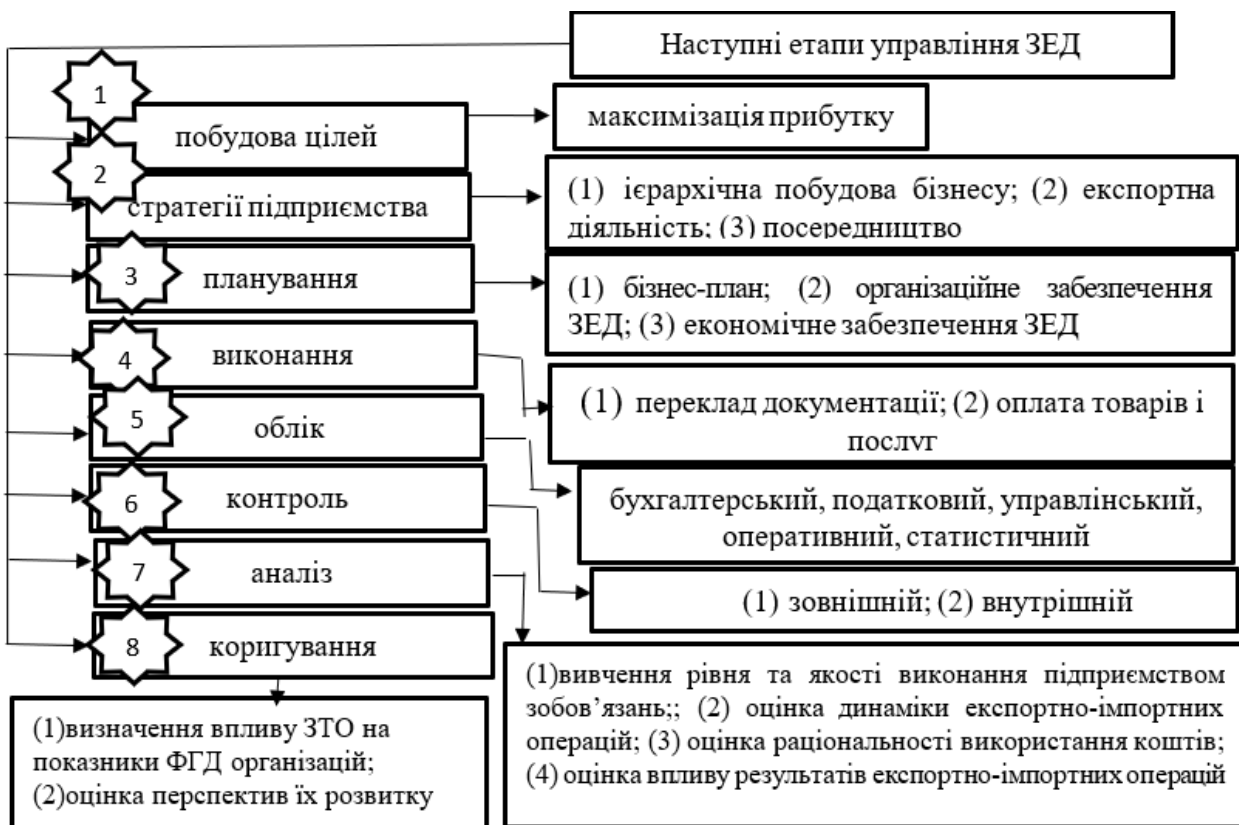 Наступні етапи управління ЗЕД
1
побудова цілей
максимізація прибутку
2
стратегії підприємства
(1) ієрархічна побудова бізнесу; (2) експортна
діяльність; (3) посередництво
3
планування
(1) бізнес-план; (2) організаційне забезпечення
ЗЕД; (3) економічне забезпечення ЗЕД
4
виконання
(1) переклад документації; (2) оплата товарів і
послуг
5
облік
бухгалтерський, податковий, управлінський,
оперативний, статистичний
6
контроль
(1) зовнішній; (2) внутрішній
7
аналіз
(1)вивчення рівня та якості виконання підприємством
зобов’язань;; (2) оцінка динаміки експортно-імпортних
операцій; (3) оцінка раціональності використання коштів;
(4) оцінка впливу результатів експортно-імпортних операцій
8
коригування
(1)визначення впливу ЗТО на
показники ФГД організацій;
(2)оцінка перспектив їх розвитку